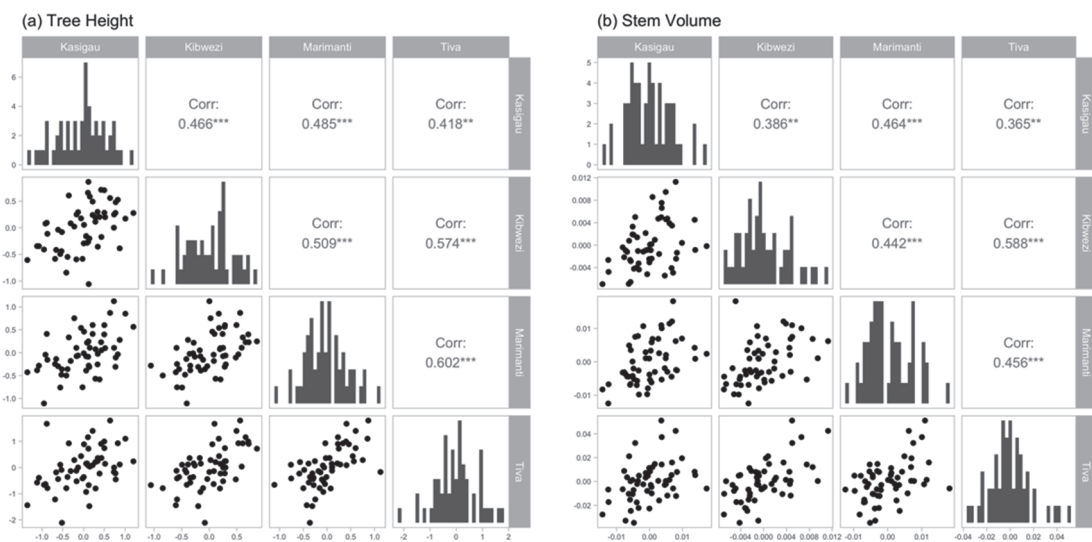 (a) Tree Height
Kasigau Kibwezi Marimanti Tiva
6
4
2
0
Corr:
0.466***
Corr:
0.485***
Corr:
0.418**
Kasigau
0.5
0.0
-0.5
-1.0
Corr:
0.509***
Corr:
0.574***
Kibwezi
1.0
0.5
0.0
-0.5
-1.0
Corr:
0.602***
Marimanti
1
0
-1
-2
Tiva
-1.0 -0.5 0.0 0.5 1.0
-1.0 -0.5 0.0 0.5
-1.0 -0.5 0.0 0.5 1.0
-2 -1 0 1 2
(b) Stem Volume
Kasigau Kibwezi Marimanti Tiva
5
4
3
2
1
0
Corr:
0.386**
Corr:
0.464***
Corr:
0.365**
Kasigau
0.012
0.008
0.004
0.000
-0.004
Corr:
0.442***
Corr:
0.588***
Kibwezi
0.01
0.00
-0.01
Corr:
0.456***
Marimanti
0.04
0.02
0.00
-0.02
Tiva
-0.01 0.00 0.01
-0.004 0.000 0.004 0.008 0.012
-0.01 0.00 0.01
-0.04 -0.02 0.00 0.02 0.04